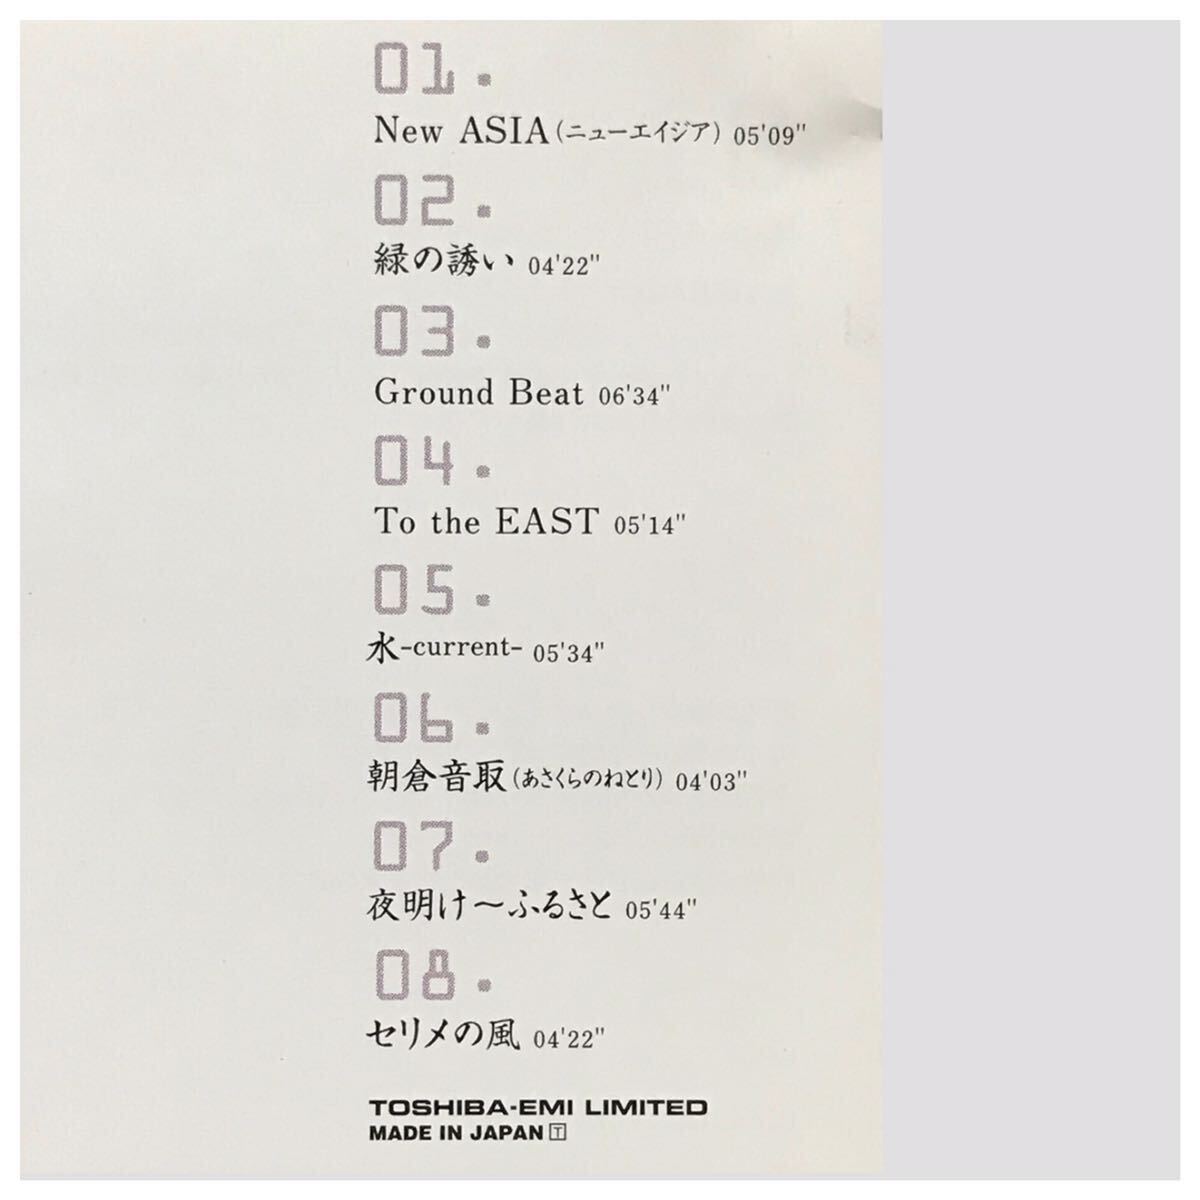 01.
New ASIA(ニューエイジア) 05'09"
02.
緑の誘い 04'22"
03.
Ground Beat 06'34"
04.
To the EAST 05'14"
05.
水-current- 05'34"
06.
朝倉音取(あさくらのねとり) 04'03"
07.
夜明け〜ふるさと 05'44"
08.
セリメの風 04'22"
TOSHIBA-EMI LIMITED
MADE IN JAPAN T